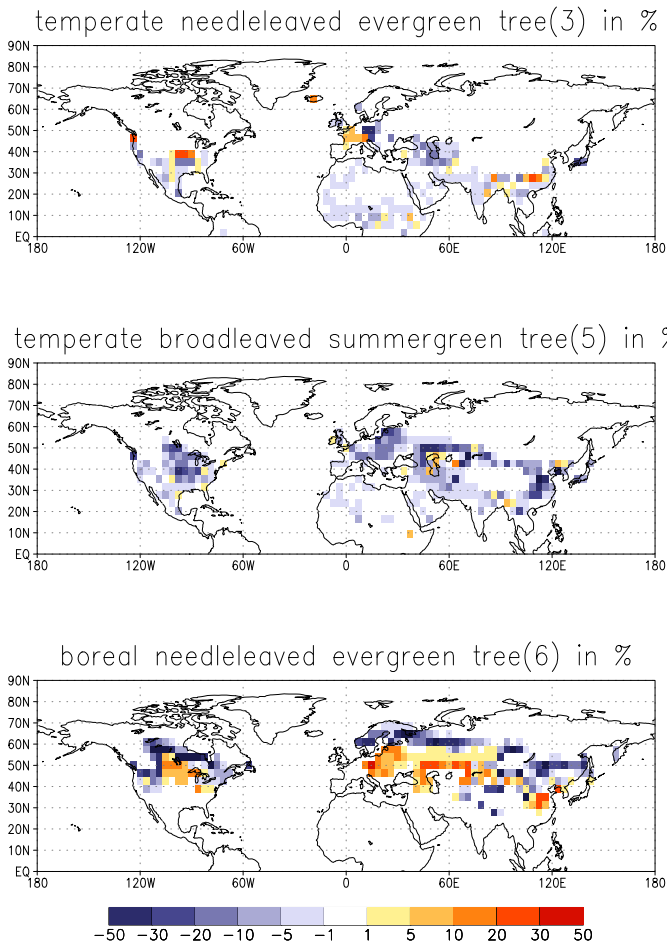 temperate needleleaved evergreen tree(3) in %
90N
80N
70N
60N
50N
40N
30N
20N
10N
EQ
180 120W 60W 0 60E 120E 180
temperate broadleaved summergreen tree(5) in %
90N
80N
70N
60N
50N
40N
30N
20N
10N
EQ
180 120W 60W 0 60E 120E 180
boreal needleleaved evergreen tree(6) in %
90N
80N
70N
60N
50N
40N
30N
20N
10N
EQ
180 120W 60W 0 60E 120E 180
-50 -30 -20 -10 -5 -1 1 5 10 20 30 50